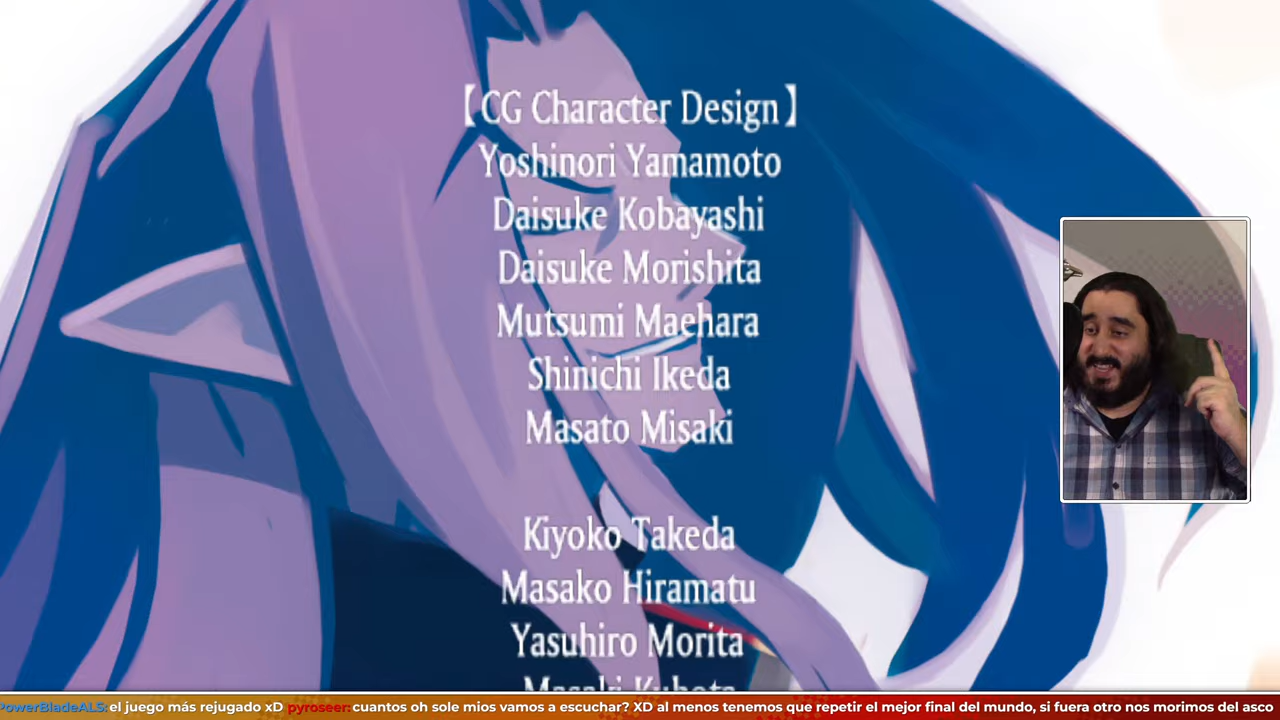 【CG Character Design】
Yoshinori Yamamoto
Daisuke Kobayashi
Daisuke Morishita
Mutsumi Maehara
Shinichi Ikeda
Masato Misaki
Kiyoko Takeda
Masako Hiramatu
Yasuhiro Morita
Masaki Kubota
PowerBladeALS: el juego más rejugado xD pyroseer: cuantos oh sole mios vamos a escuchar? XD al menos tenemos que repetir el mejor final del mundo, si fuera otro nos morimos del asco